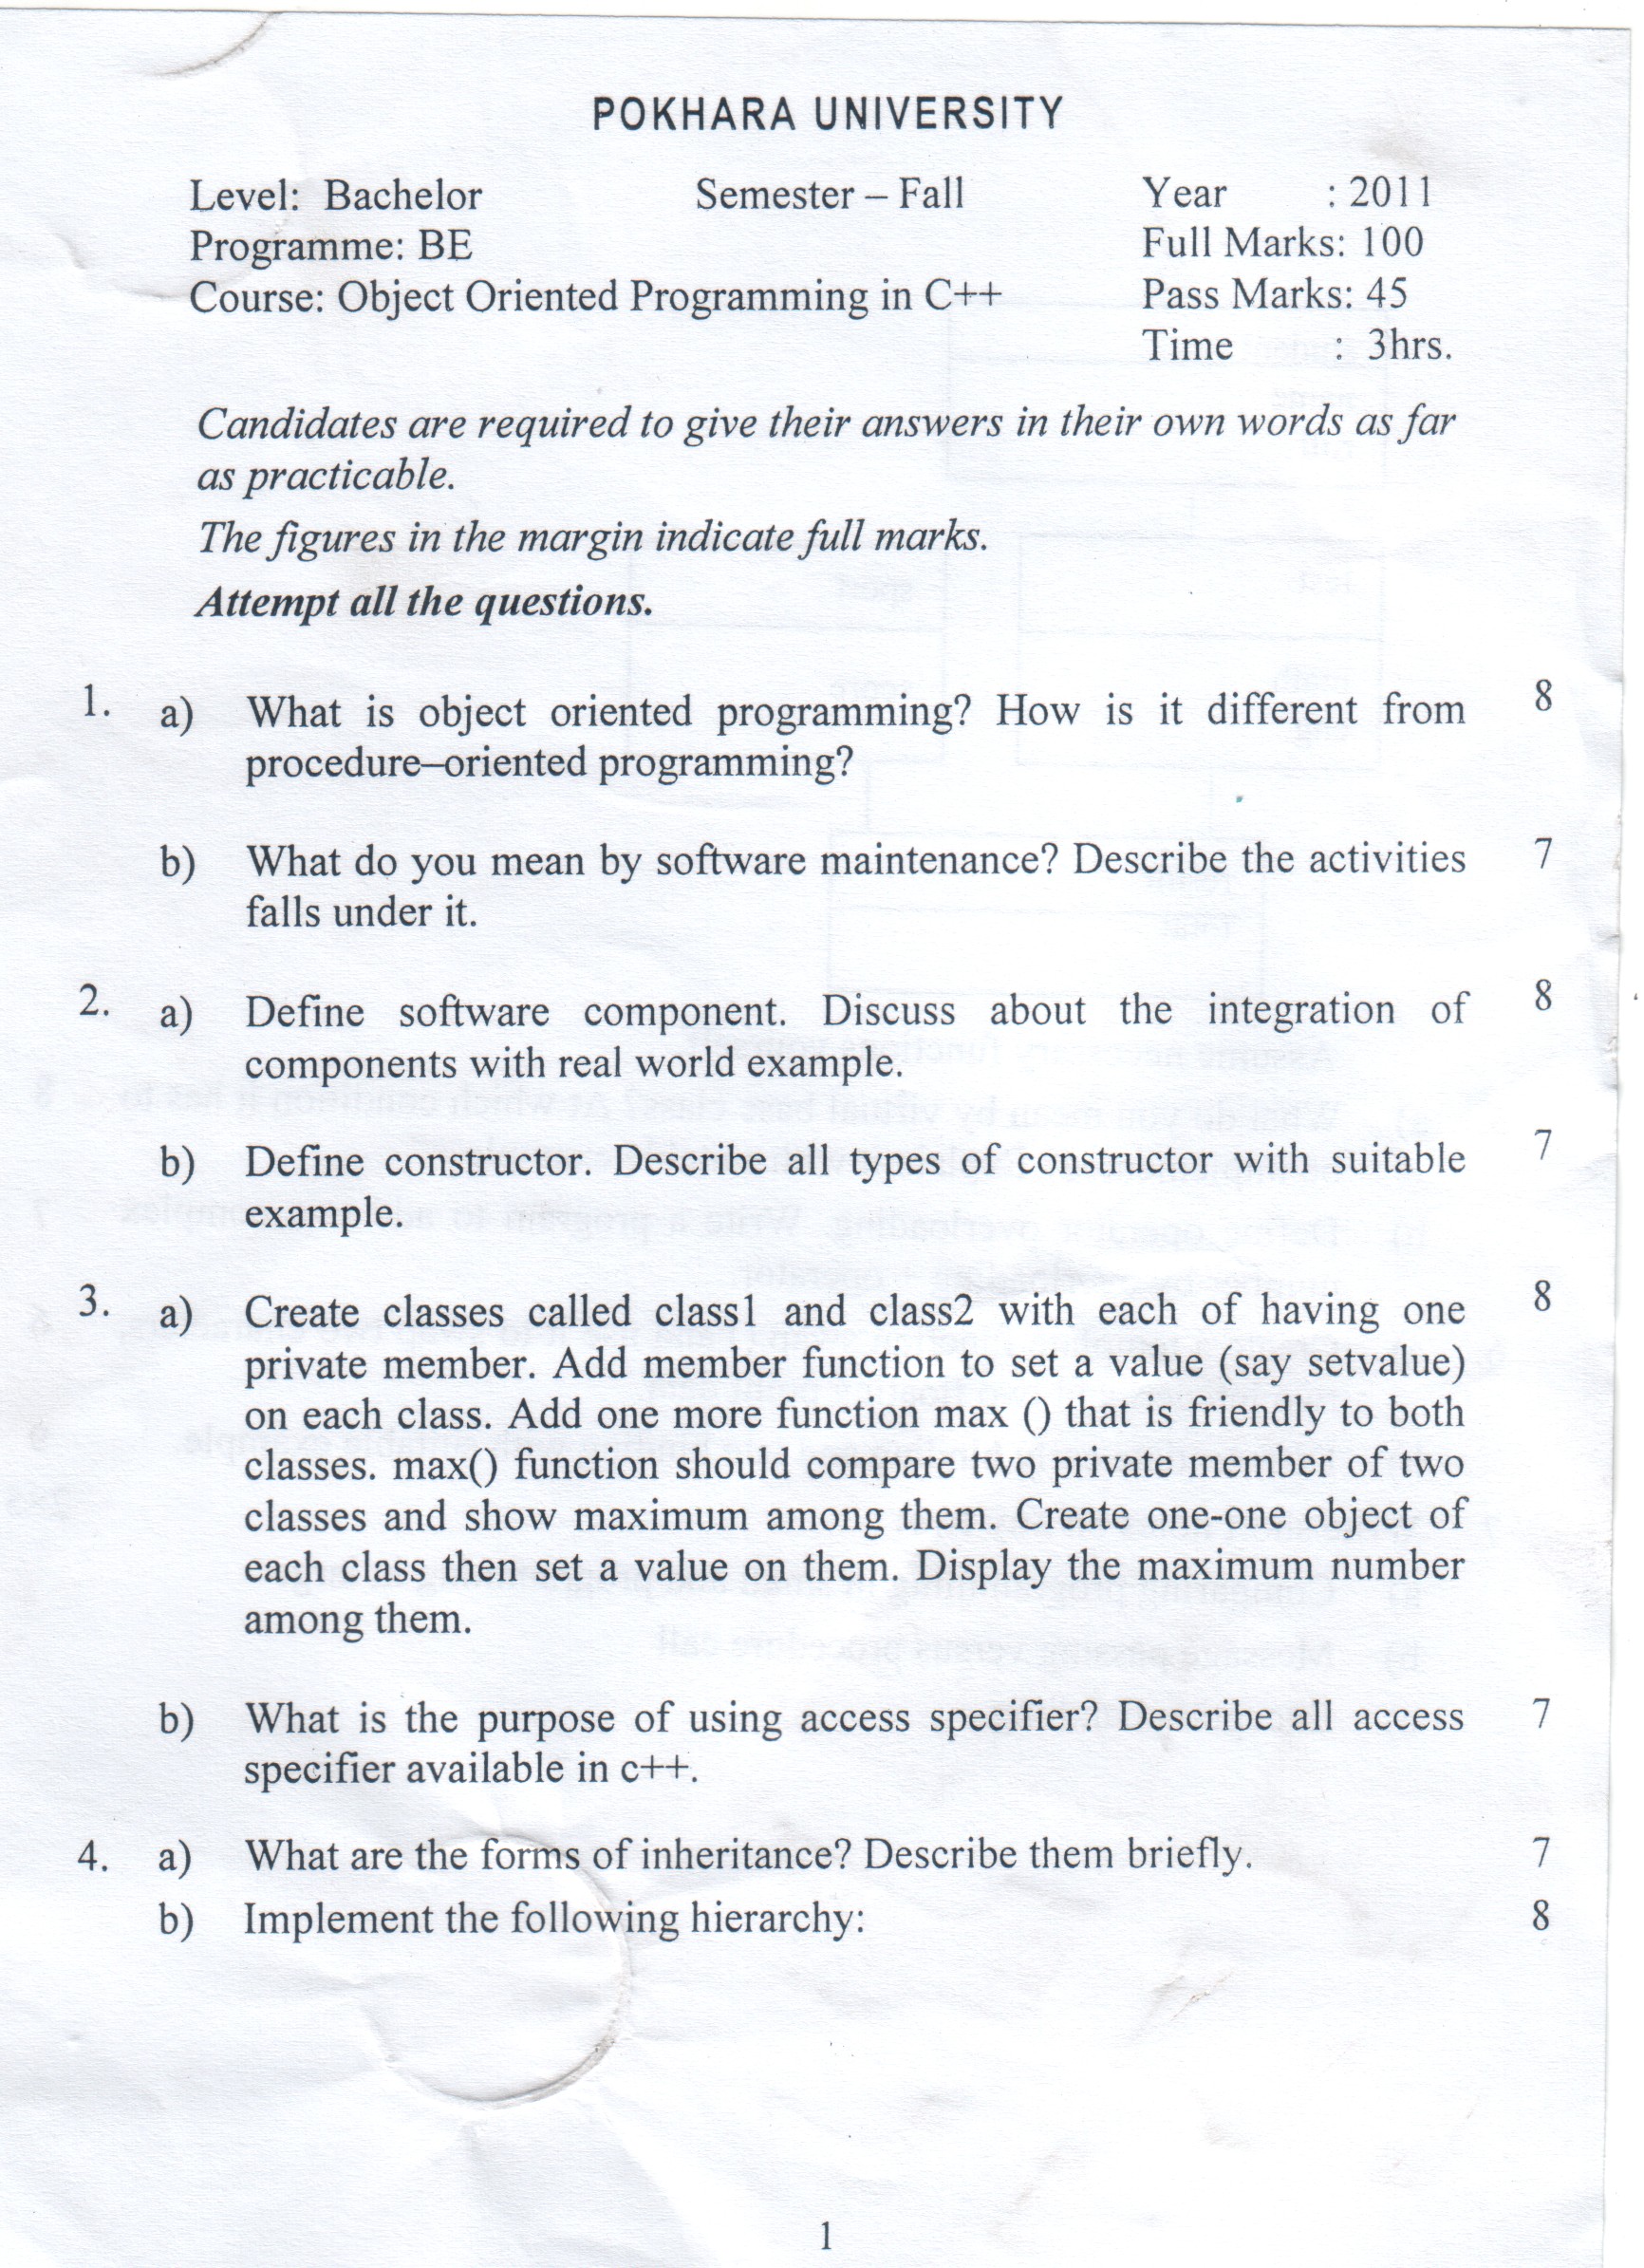 POKHARA UNIVERSITY
Level: Bachelor Semester – Fall Year : 2011
Programme: BE Full Marks: 100
Course: Object Oriented Programming in C++ Pass Marks: 45
Time : 3hrs.
Candidates are required to give their answers in their own words as far
as practicable.
The figures in the margin indicate full marks.
Attempt all the questions.
1. a) What is object oriented programming? How is it different from 8
procedure–oriented programming?
b) What do you mean by software maintenance? Describe the activities 7
falls under it.
2. a) Define software component. Discuss about the integration of 8
components with real world example.
b) Define constructor. Describe all types of constructor with suitable 7
example.
3. a) Create classes called class1 and class2 with each of having one 8
private member. Add member function to set a value (say setvalue)
on each class. Add one more function max () that is friendly to both
classes. max() function should compare two private member of two
classes and show maximum among them. Create one-one object of
each class then set a value on them. Display the maximum number
among them.
b) What is the purpose of using access specifier? Describe all access 7
specifier available in c++.
4. a) What are the forms of inheritance? Describe them briefly. 7
b) Implement the following hierarchy: 8
1